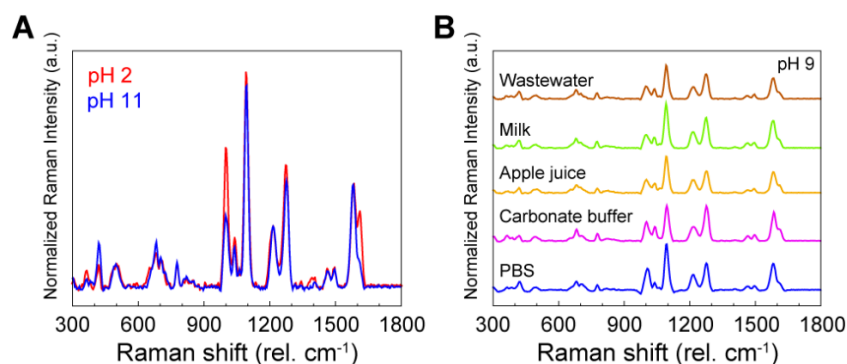 A
Normalized Raman Intensity (a.u.)
pH 2
pH 11
300 600 900 1200 1500 1800
Raman shift (rel. cm⁻¹)
B
Normalized Raman Intensity (a.u.)
pH 9
Wastewater
Milk
Apple juice
Carbonate buffer
PBS
300 600 900 1200 1500 1800
Raman shift (rel. cm⁻¹)